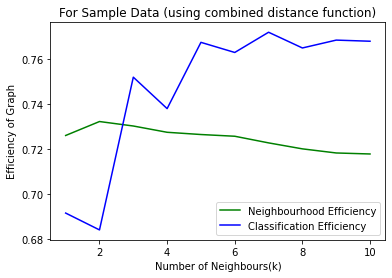 For Sample Data (using combined distance function)
Efficiency of Graph
0.76
0.74
0.72
0.70
0.68
Neighbourhood Efficiency
Classification Efficiency
2 4 6 8 10
Number of Neighbours(k)